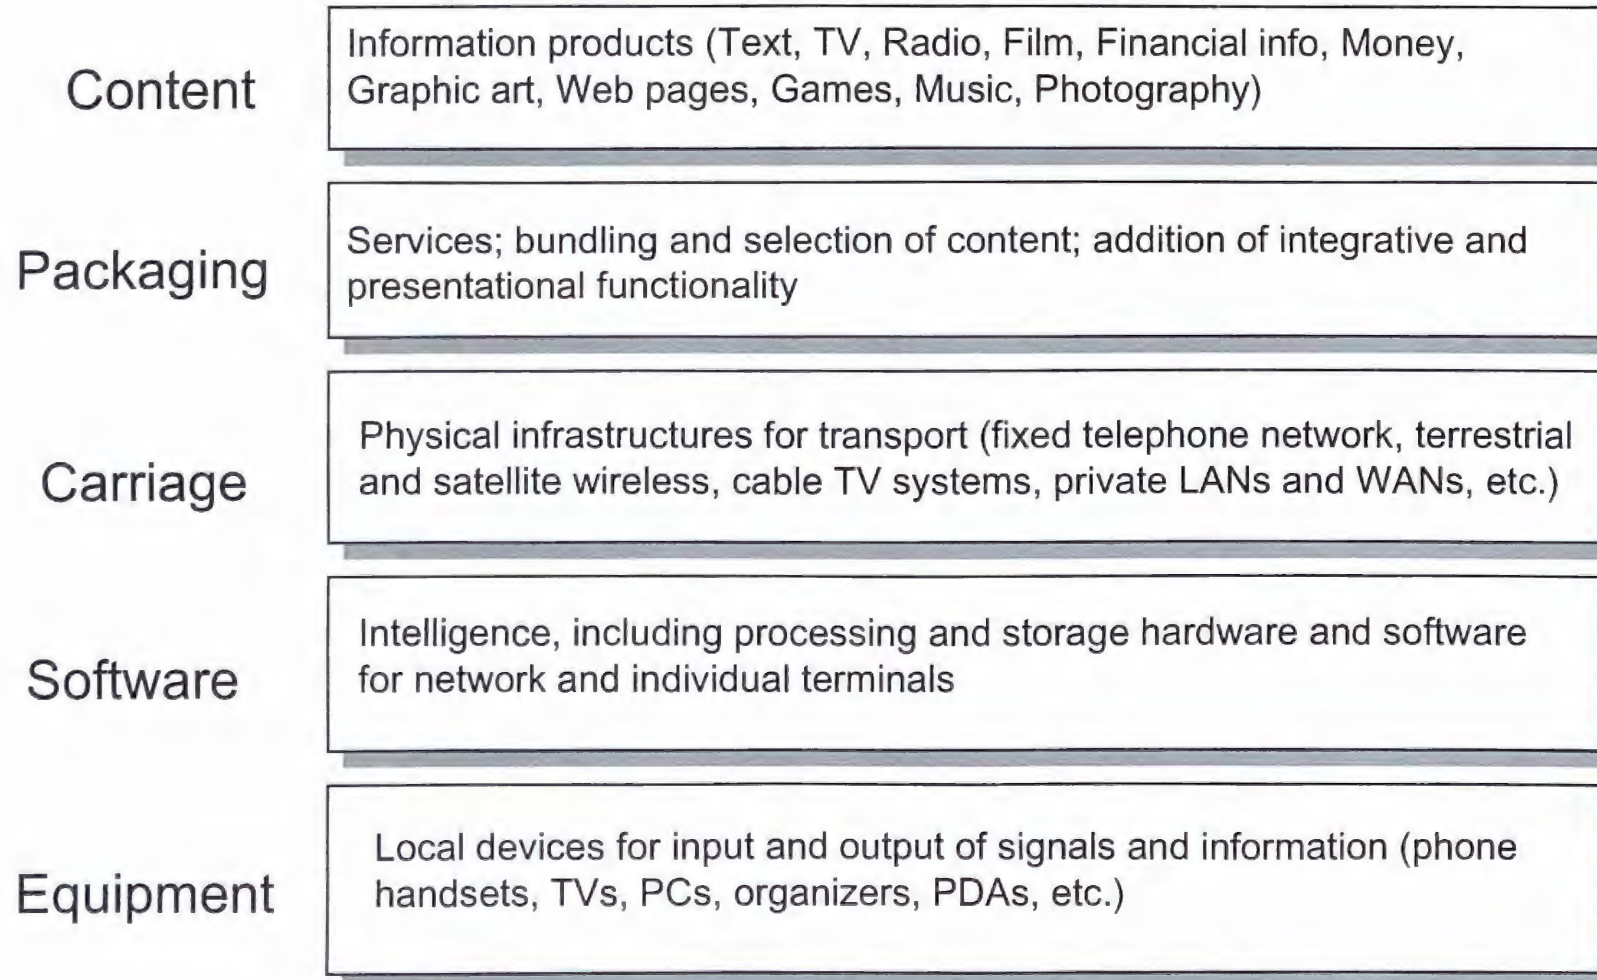 Content
Information products (Text, TV, Radio, Film, Financial info, Money,
Graphic art, Web pages, Games, Music, Photography)
Packaging
Services; bundling and selection of content; addition of integrative and
presentational functionality
Carriage
Physical infrastructures for transport (fixed telephone network, terrestrial
and satellite wireless, cable TV systems, private LANs and WANs, etc.)
Software
Intelligence, including processing and storage hardware and software
for network and individual terminals
Equipment
Local devices for input and output of signals and information (phone
handsets, TVs, PCs, organizers, PDAs, etc.)